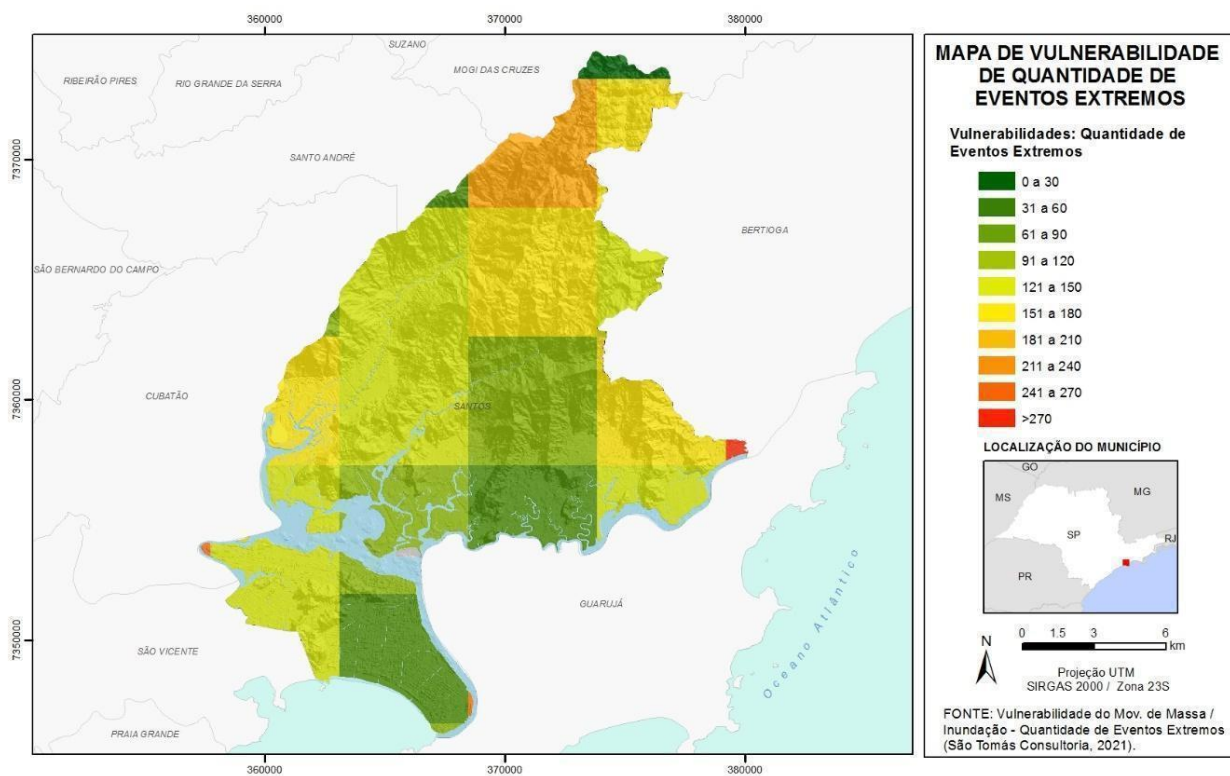 360000
370000
380000
SUZANO
RIBEIRÃO PIRES
RIO GRANDE DA SERRA
MOGI DAS CRUZES
7370000
SANTO ANDRÉ
BERTIOGA
SÃO BERNARDO DO CAMPO
CUBATÃO
7360000
SANTOS
GUARUJÁ
Oceano Atlântico
7350000
SÃO VICENTE
PRAIA GRANDE
360000
370000
380000
MAPA DE VULNERABILIDADE
DE QUANTIDADE DE
EVENTOS EXTREMOS
Vulnerabilidades: Quantidade de
Eventos Extremos
0 a 30
31 a 60
61 a 90
91 a 120
121 a 150
151 a 180
181 a 210
211 a 240
241 a 270
>270
LOCALIZAÇÃO DO MUNICÍPIO
GO
MS
MG
SP
RJ
PR
N
0 1.5 3 6
km
Projeção UTM
SIRGAS 2000 / Zona 23S
FONTE: Vulnerabilidade do Mov. de Massa /
Inundação - Quantidade de Eventos Extremos
(São Tomás Consultoria, 2021).